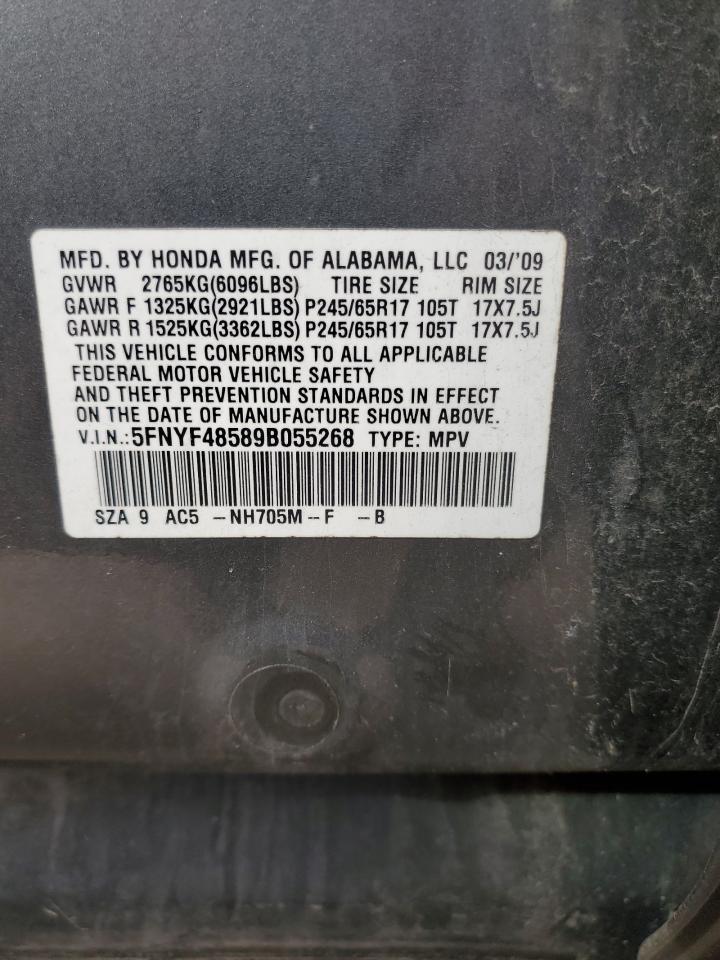 MFD. BY HONDA MFG. OF ALABAMA, LLC 03/'09
GVWR 2765KG(6096LBS) TIRE SIZE RIM SIZE
GAWR F 1325KG(2921LBS) P245/65R17 105T 17X7.5J
GAWR R 1525KG(3362LBS) P245/65R17 105T 17X7.5J
THIS VEHICLE CONFORMS TO ALL APPLICABLE
FEDERAL MOTOR VEHICLE SAFETY
AND THEFT PREVENTION STANDARDS IN EFFECT
ON THE DATE OF MANUFACTURE SHOWN ABOVE.
V.I.N.:5FNYF48589B055268 TYPE: MPV
SZA 9 AC5 -NH705M-F -B